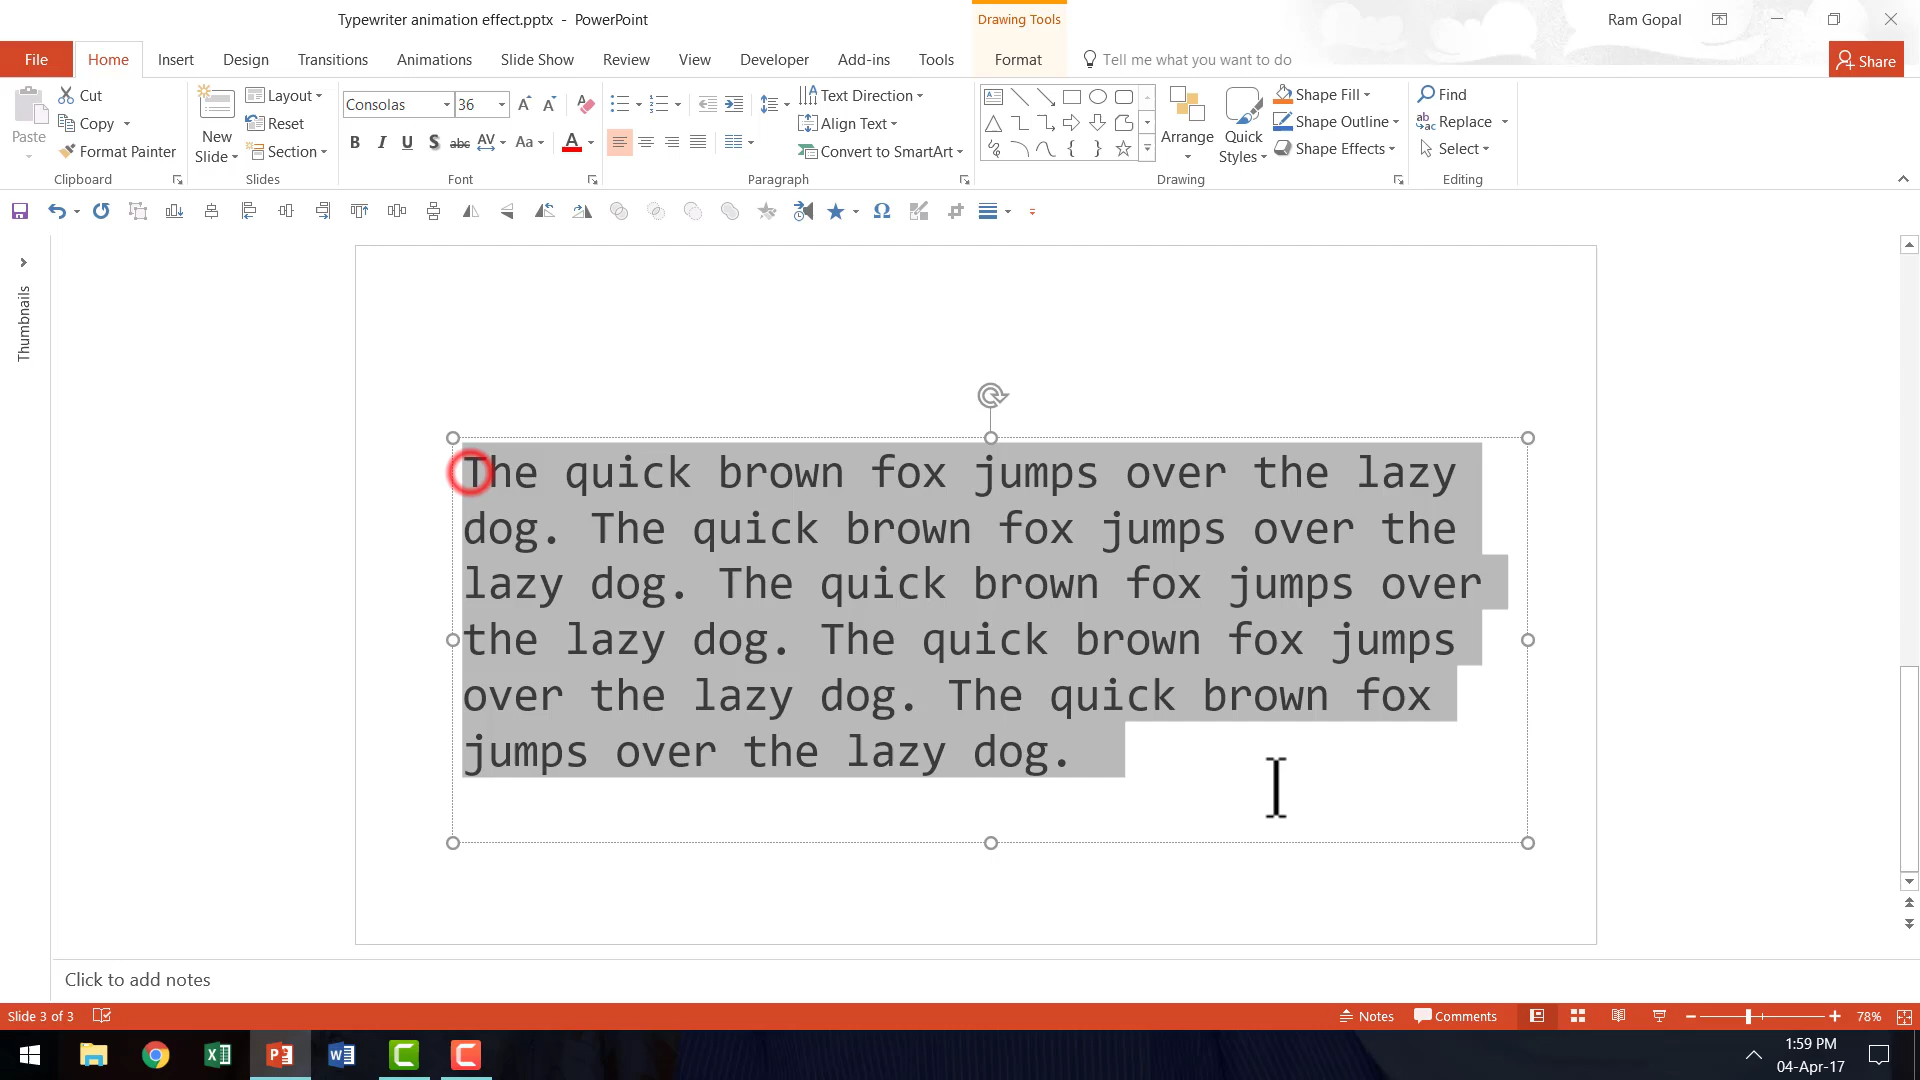 Typewriter animation effect.pptx - PowerPoint
Drawing Tools
Ram Gopal
File Home Insert Design Transitions Animations Slide Show Review View Developer Add-ins Tools Format Tell me what you want to do Share
Paste
Cut
Copy
Format Painter
Clipboard
New Slide
Layout
Reset
Section
Slides
Consolas 36
B I U S abc AV Aa A
Font
Text Direction
Align Text
Convert to SmartArt
Paragraph
Arrange
Quick Styles
Shape Fill
Shape Outline
Shape Effects
Drawing
Find
Replace
Select
Editing
Thumbnails
The quick brown fox jumps over the lazy
dog. The quick brown fox jumps over the
lazy dog. The quick brown fox jumps over
the lazy dog. The quick brown fox jumps
over the lazy dog. The quick brown fox
jumps over the lazy dog.
Click to add notes
Slide 3 of 3 Notes Comments 78%
1:59 PM
04-Apr-17